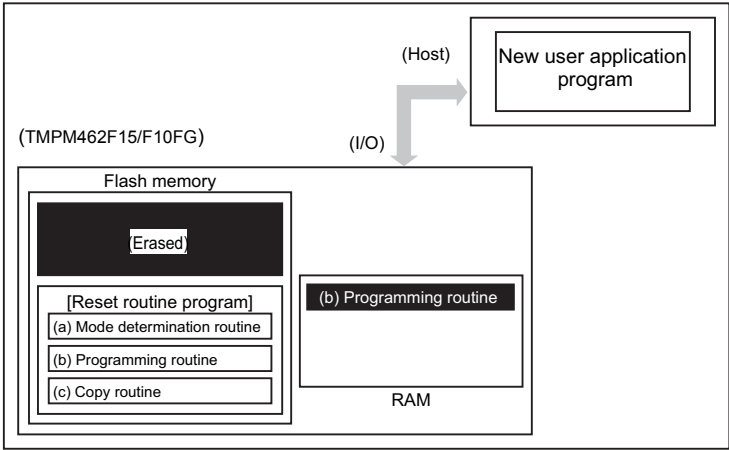 (Host)
New user application
program
(TMPM462F15/F10FG)
(I/O)
Flash memory
(Erased)
[Reset routine program]
(a) Mode determination routine
(b) Programming routine
(c) Copy routine
(b) Programming routine
RAM